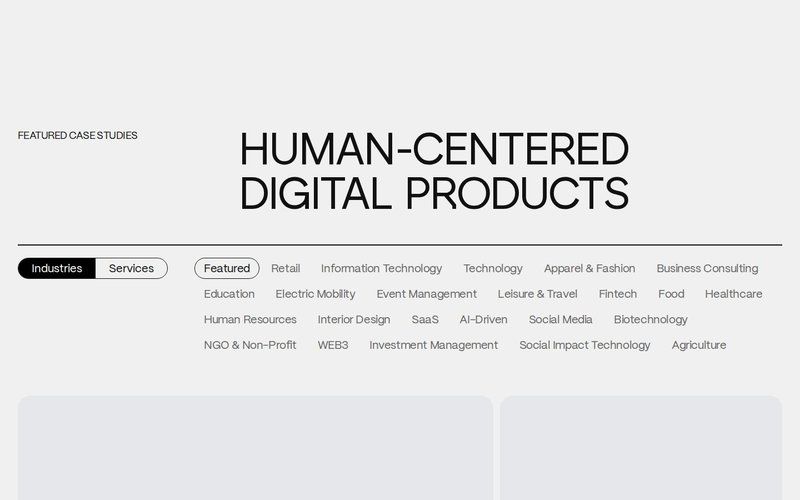 FEATURED CASE STUDIES
HUMAN-CENTERED
DIGITAL PRODUCTS
Industries Services
Featured Retail Information Technology Technology Apparel & Fashion Business Consulting
Education Electric Mobility Event Management Leisure & Travel Fintech Food Healthcare
Human Resources Interior Design SaaS AI-Driven Social Media Biotechnology
NGO & Non-Profit WEB3 Investment Management Social Impact Technology Agriculture